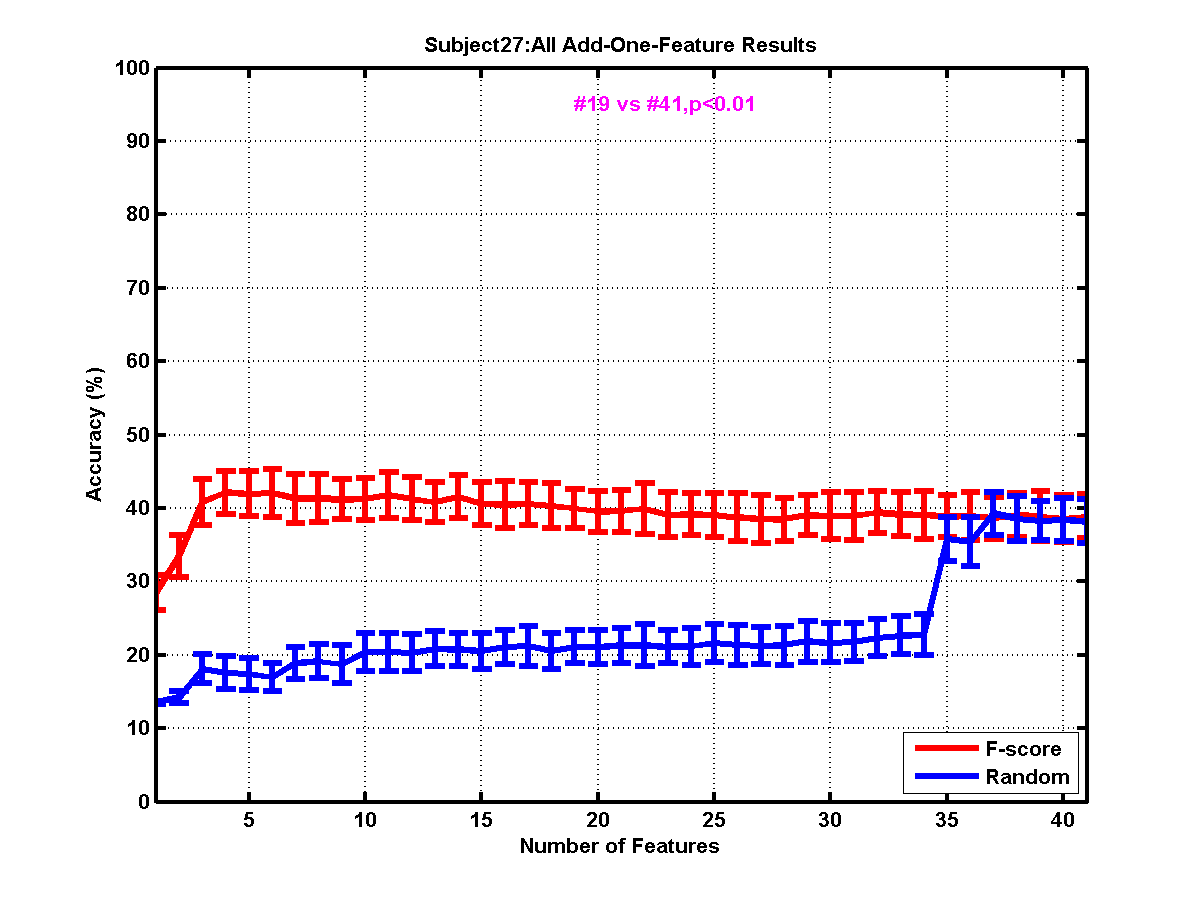 Subject27:All Add-One-Feature Results
#19 vs #41,p<0.01
Accuracy (%)
100
90
80
70
60
50
40
30
20
10
0
5 10 15 20 25 30 35 40
Number of Features
F-score
Random